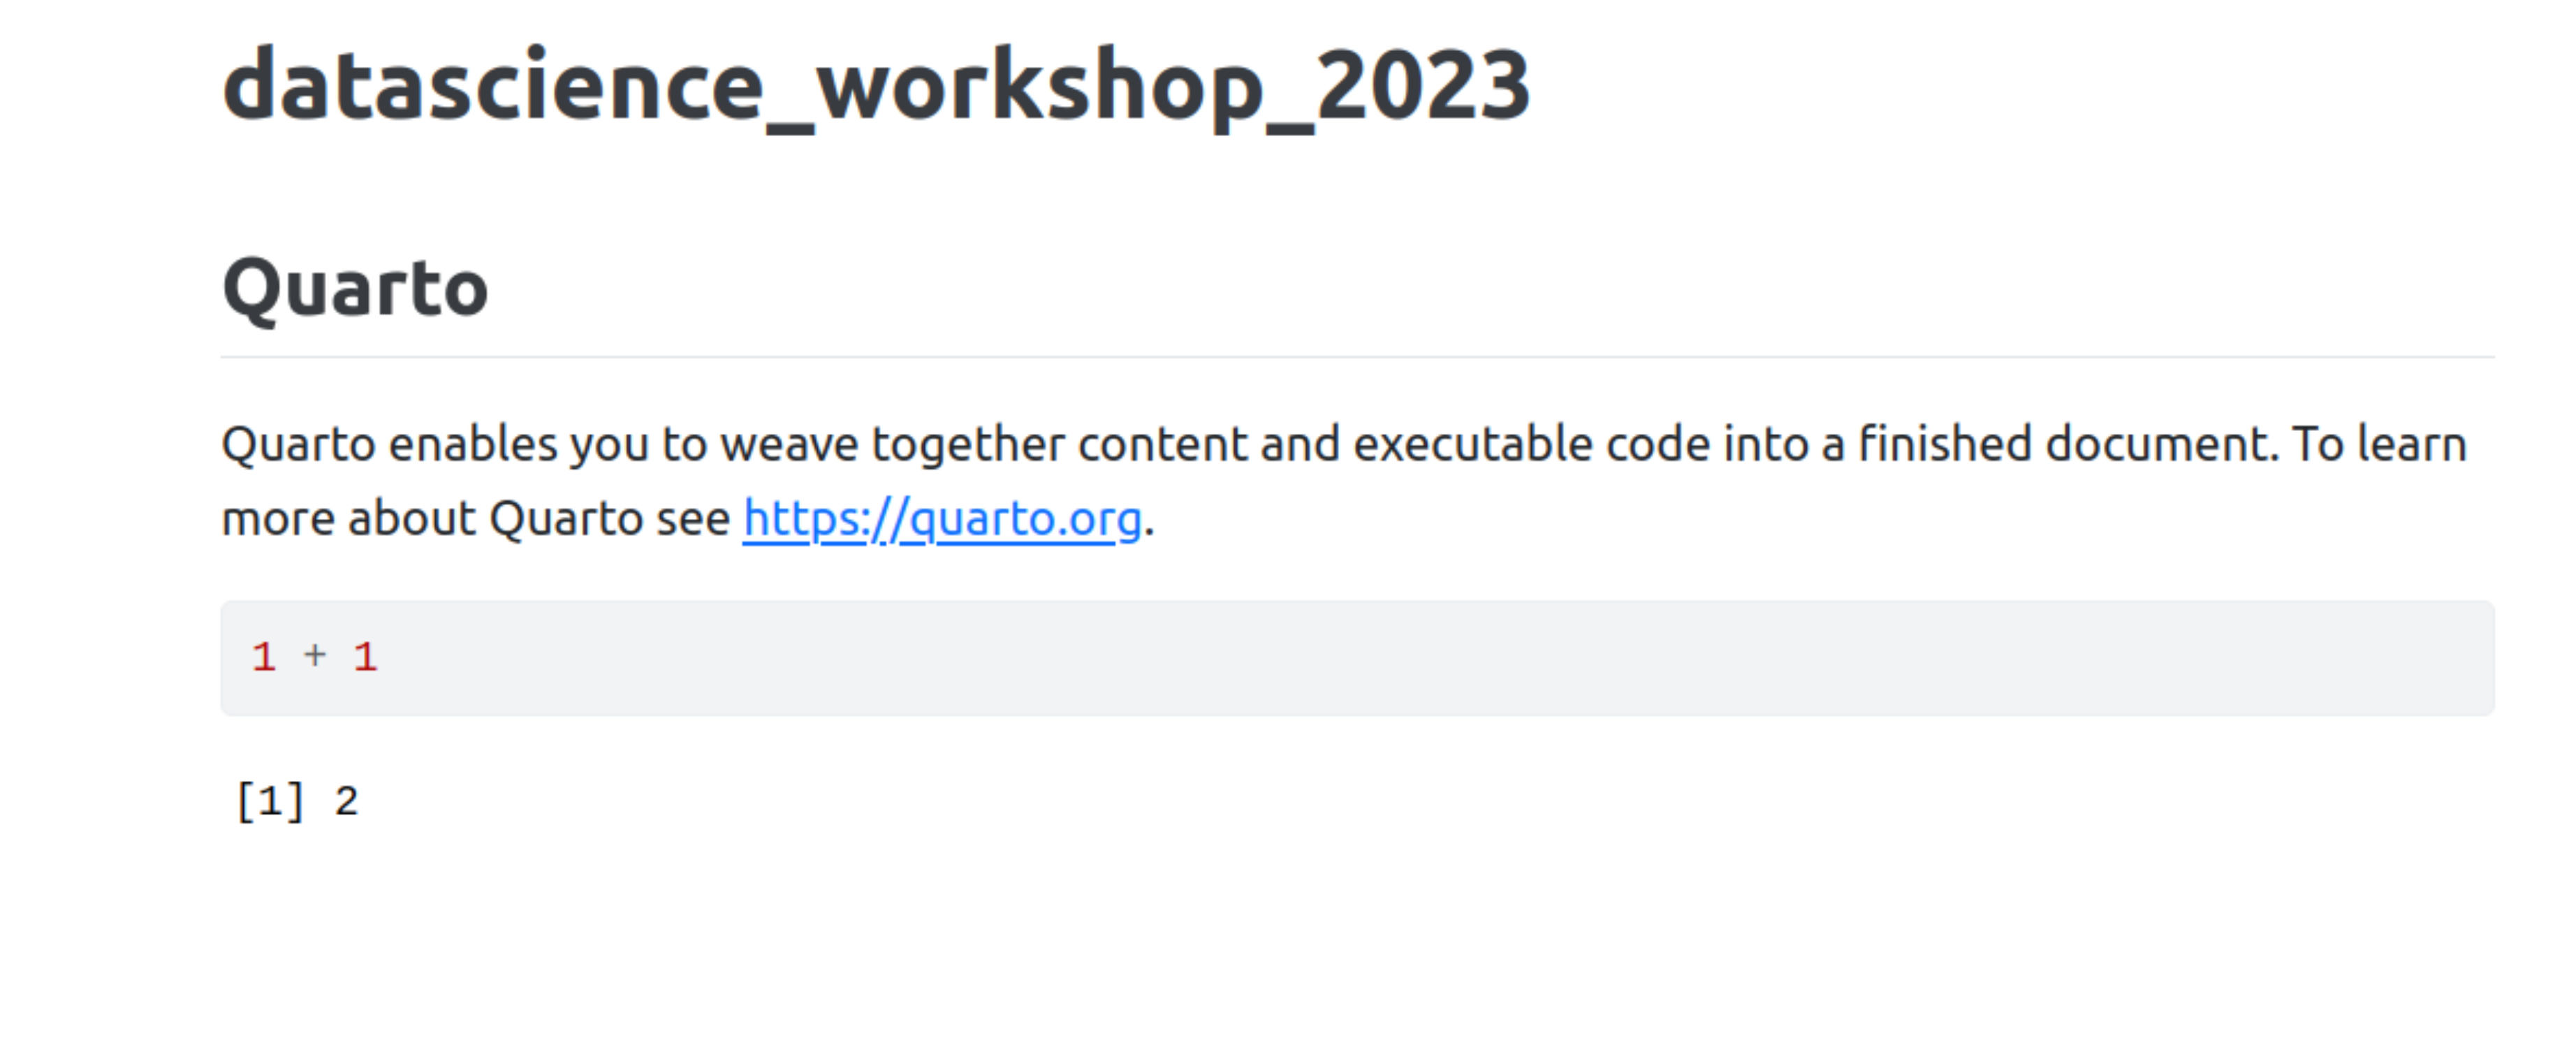 datascience_workshop_2023
Quarto
Quarto enables you to weave together content and executable code into a finished document. To learn
more about Quarto see https://quarto.org.
1 + 1
[1] 2